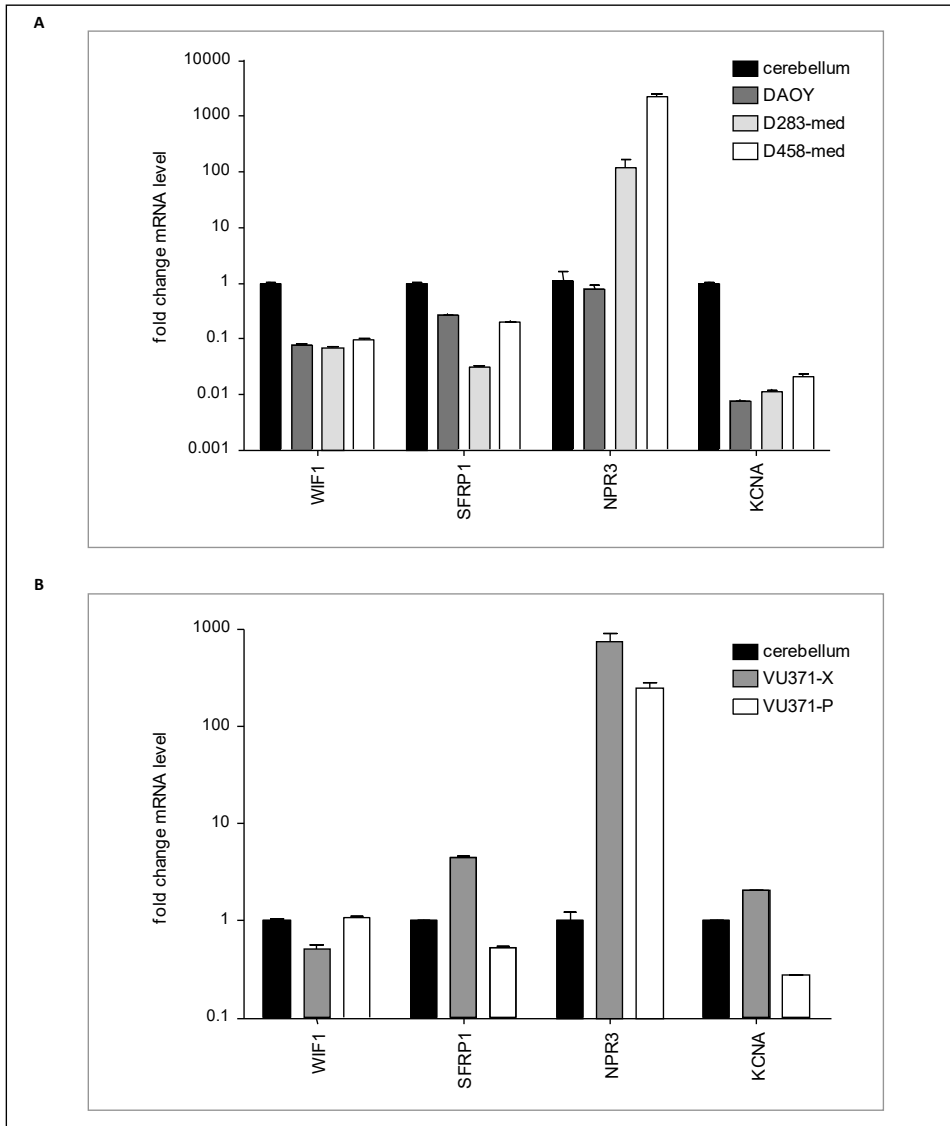 A
10000
1000
100
10
1
0.1
0.01
0.001
fold change mRNA level
WIF1
SFRP1
NPR3
KCNA
cerebellum
DAOY
D283-med
D458-med
B
1000
100
10
1
0.1
fold change mRNA level
WIF1
SFRP1
NPR3
KCNA
cerebellum
VU371-X
VU371-P